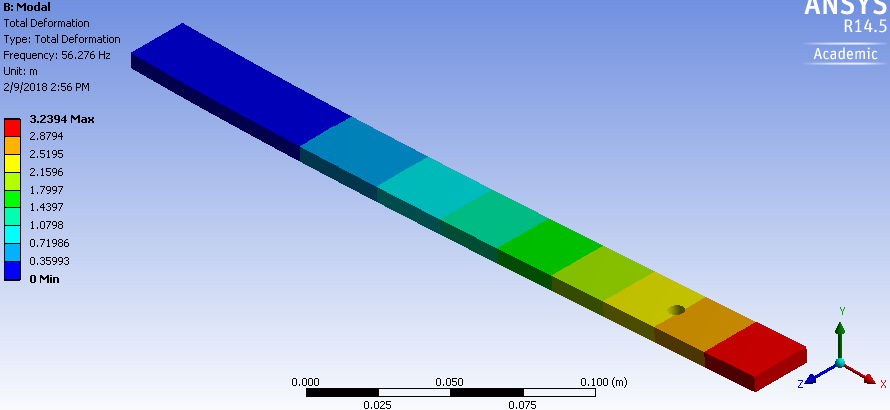 B: Modal
Total Deformation
Type: Total Deformation
Frequency: 56.276 Hz
Unit: m
2/9/2018 2:56 PM
ANSYS
R14.5
Academic
3.2394 Max
2.8794
2.5195
2.1596
1.7997
1.4397
1.0798
0.71986
0.35993
0 Min
Y
Z
X
0.000
0.050
0.100 (m)
0.025
0.075